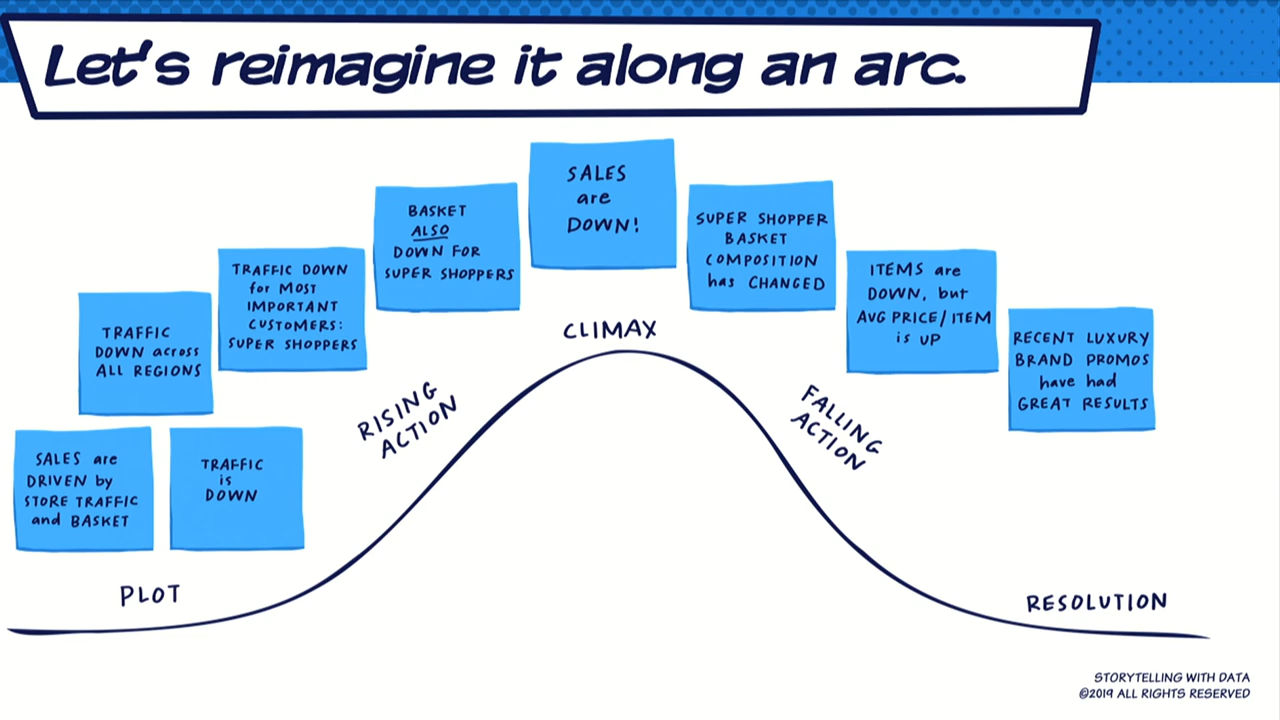 Let's reimagine it along an arc.
SALES are
DRIVEN by
STORE TRAFFIC
and BASKET
TRAFFIC
is
DOWN
TRAFFIC
DOWN across
ALL REGIONS
TRAFFIC DOWN
for MOST
IMPORTANT
CUSTOMERS:
SUPER SHOPPERS
BASKET
ALSO
DOWN FOR
SUPER SHOPPERS
SALES
are
DOWN!
SUPER SHOPPER
BASKET
COMPOSITION
has CHANGED
ITEMS are
DOWN, but
AVG PRICE/ITEM
is UP
RECENT LUXURY
BRAND PROMOS
have had
GREAT RESULTS
PLOT
RISING
ACTION
CLIMAX
FALLING
ACTION
RESOLUTION
STORYTELLING WITH DATA
©2019 ALL RIGHTS RESERVED